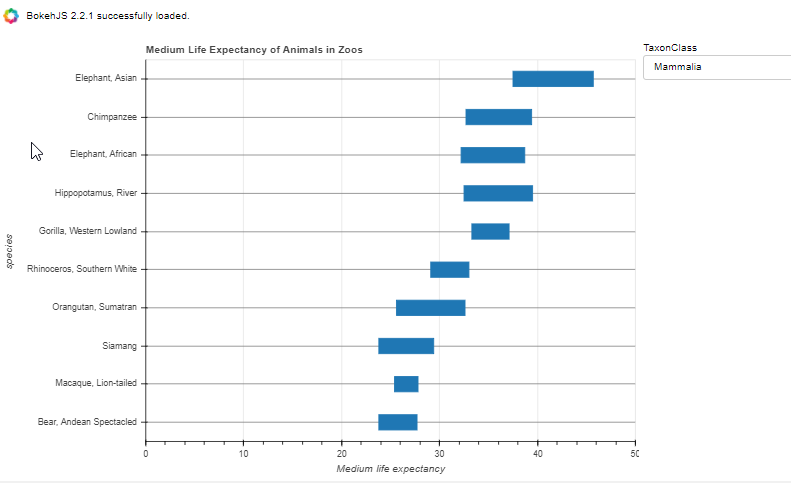 BokehJS 2.2.1 successfully loaded.
Medium Life Expectancy of Animals in Zoos
TaxonClass
Mammalia
Elephant, Asian
Chimpanzee
Elephant, African
Hippopotamus, River
Gorilla, Western Lowland
species
Rhinoceros, Southern White
Orangutan, Sumatran
Siamang
Macaque, Lion-tailed
Bear, Andean Spectacled
0 10 20 30 40 50
Medium life expectancy